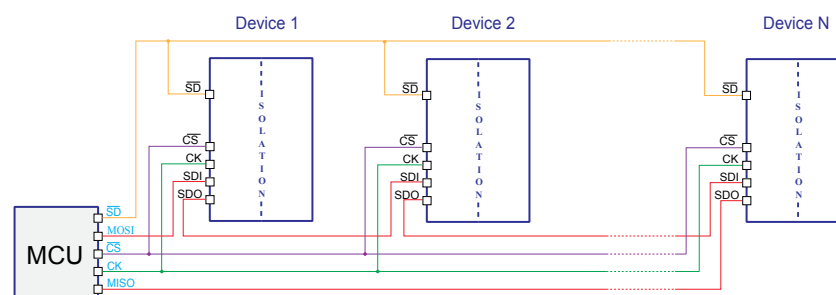 Device 1
Device 2
Device N
SD
CS
CK
SDI
SDO
ISOLATION
SD
CS
CK
SDI
SDO
ISOLATION
SD
CS
CK
SDI
SDO
ISOLATION
MCU
SD
MOSI
CS
CK
MISO